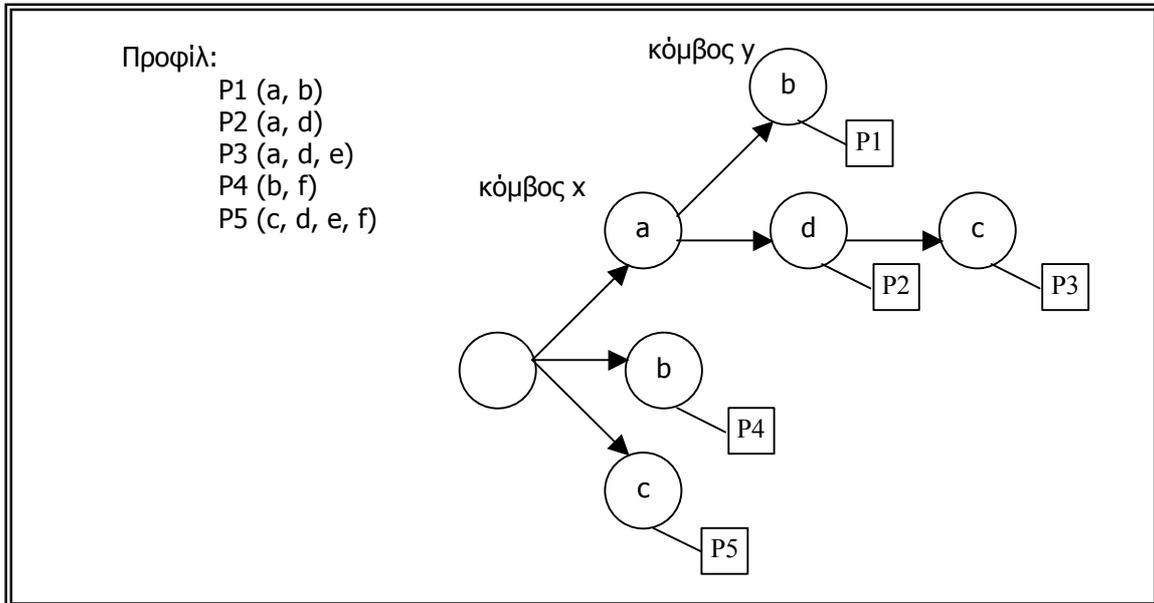 Προφίλ:
P1 (a, b)
P2 (a, d)
P3 (a, d, e)
P4 (b, f)
P5 (c, d, e, f)
κόμβος y
b
P1
κόμβος x
a
d
c
P2
P3
b
P4
c
P5